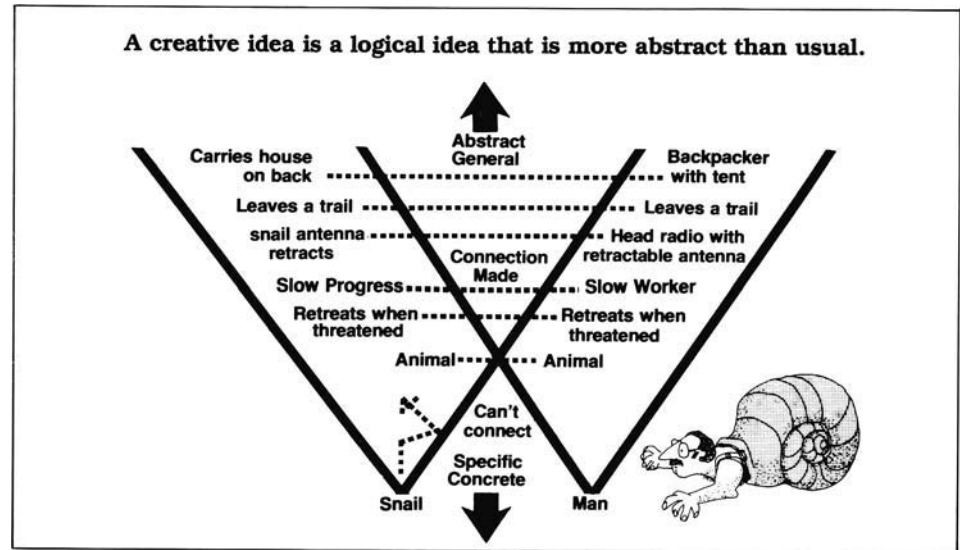 A creative idea is a logical idea that is more abstract than usual.
Abstract
General
Carries house
on back
Backpacker
with tent
Leaves a trail
Leaves a trail
snail antenna
retracts
Head radio with
retractable antenna
Connection
Made
Slow Progress
Slow Worker
Retreats when
threatened
Retreats when
threatened
Animal
Animal
Can't
connect
Specific
Concrete
Snail
Man